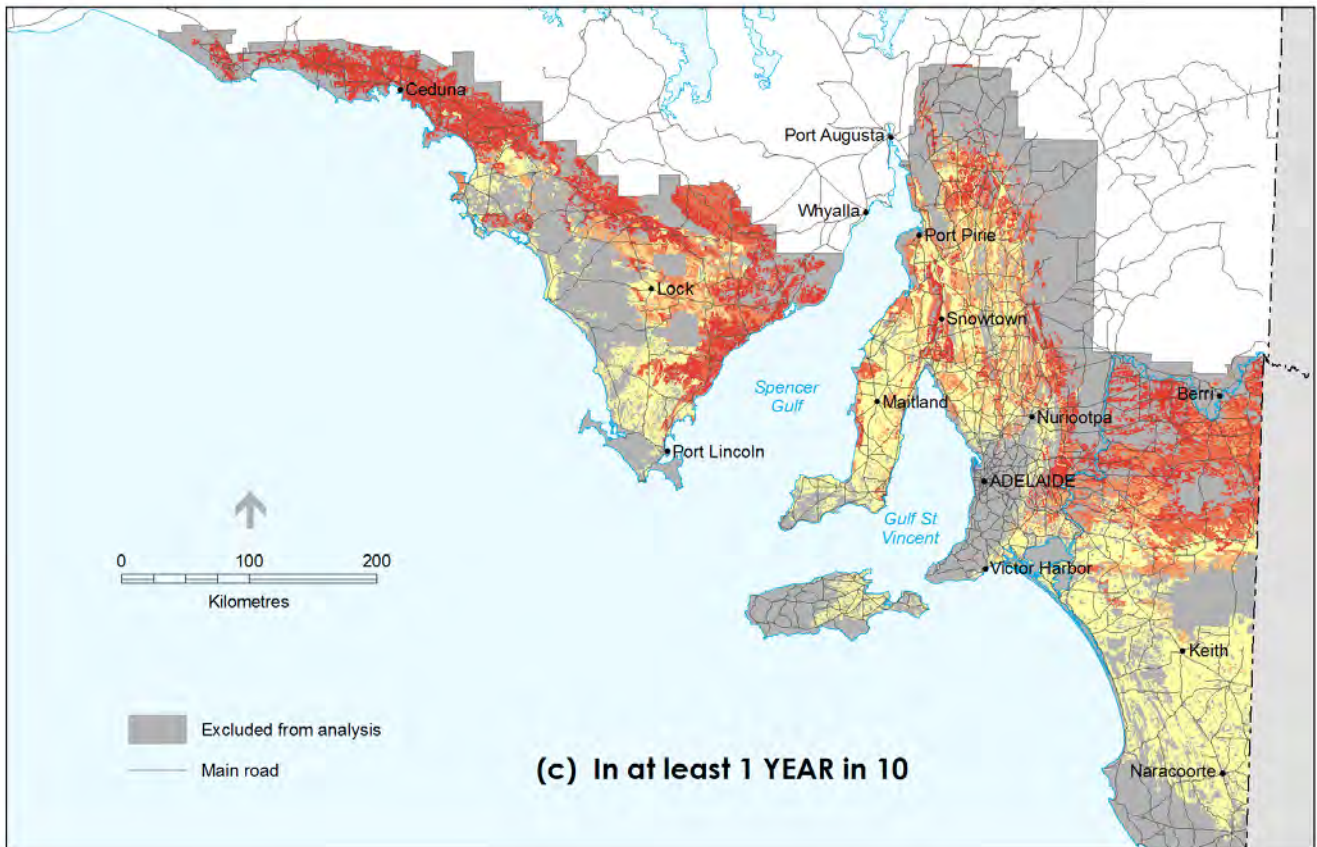 Ceduna
Port Augusta
Whyalla
Port Pirie
Lock
Snowtown
Spencer
Gulf
Maitland
Berri
Nuriootpa
Port Lincoln
ADELAIDE
Gulf St
Vincent
0 100 200
Kilometres
Victor Harbor
Keith
Excluded from analysis
Main road
(c) In at least 1 YEAR in 10
Naracoorte